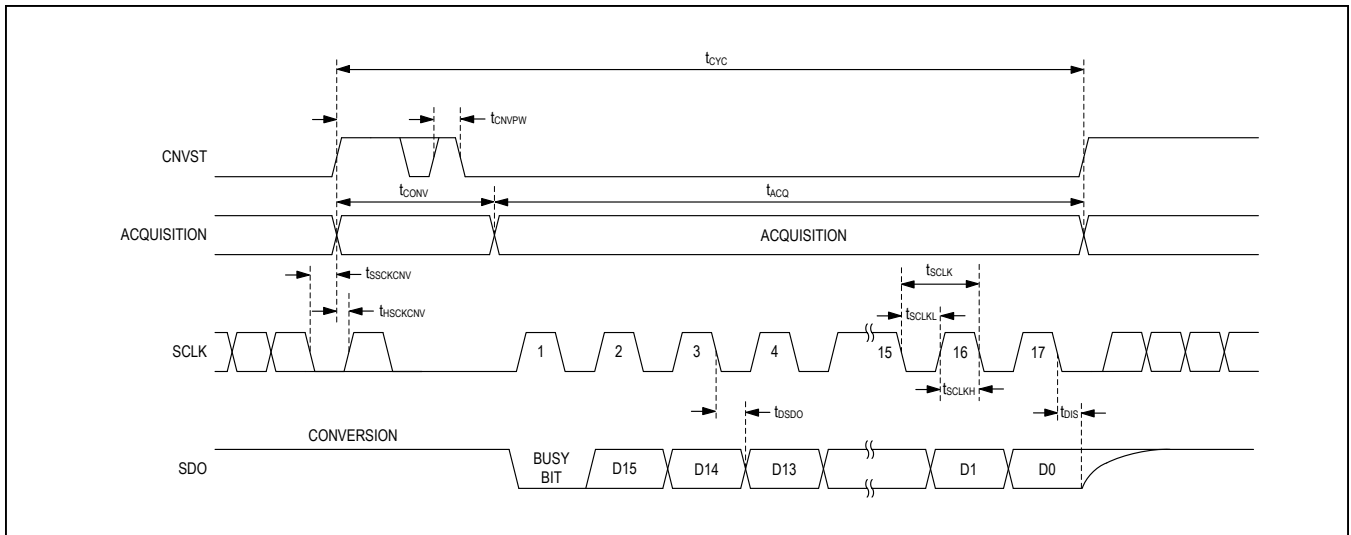 tCYC
tCNVPW
CNVST
tCONV
tACQ
ACQUISITION
ACQUISITION
tSSCKCNV
tSCLK
tHSCKCNV
tSCLKL
SCLK
1 2 3 4 15 16 17
tSCLKH
tDSDO
tDIS
CONVERSION
SDO
BUSY
BIT
D15 D14 D13 D1 D0